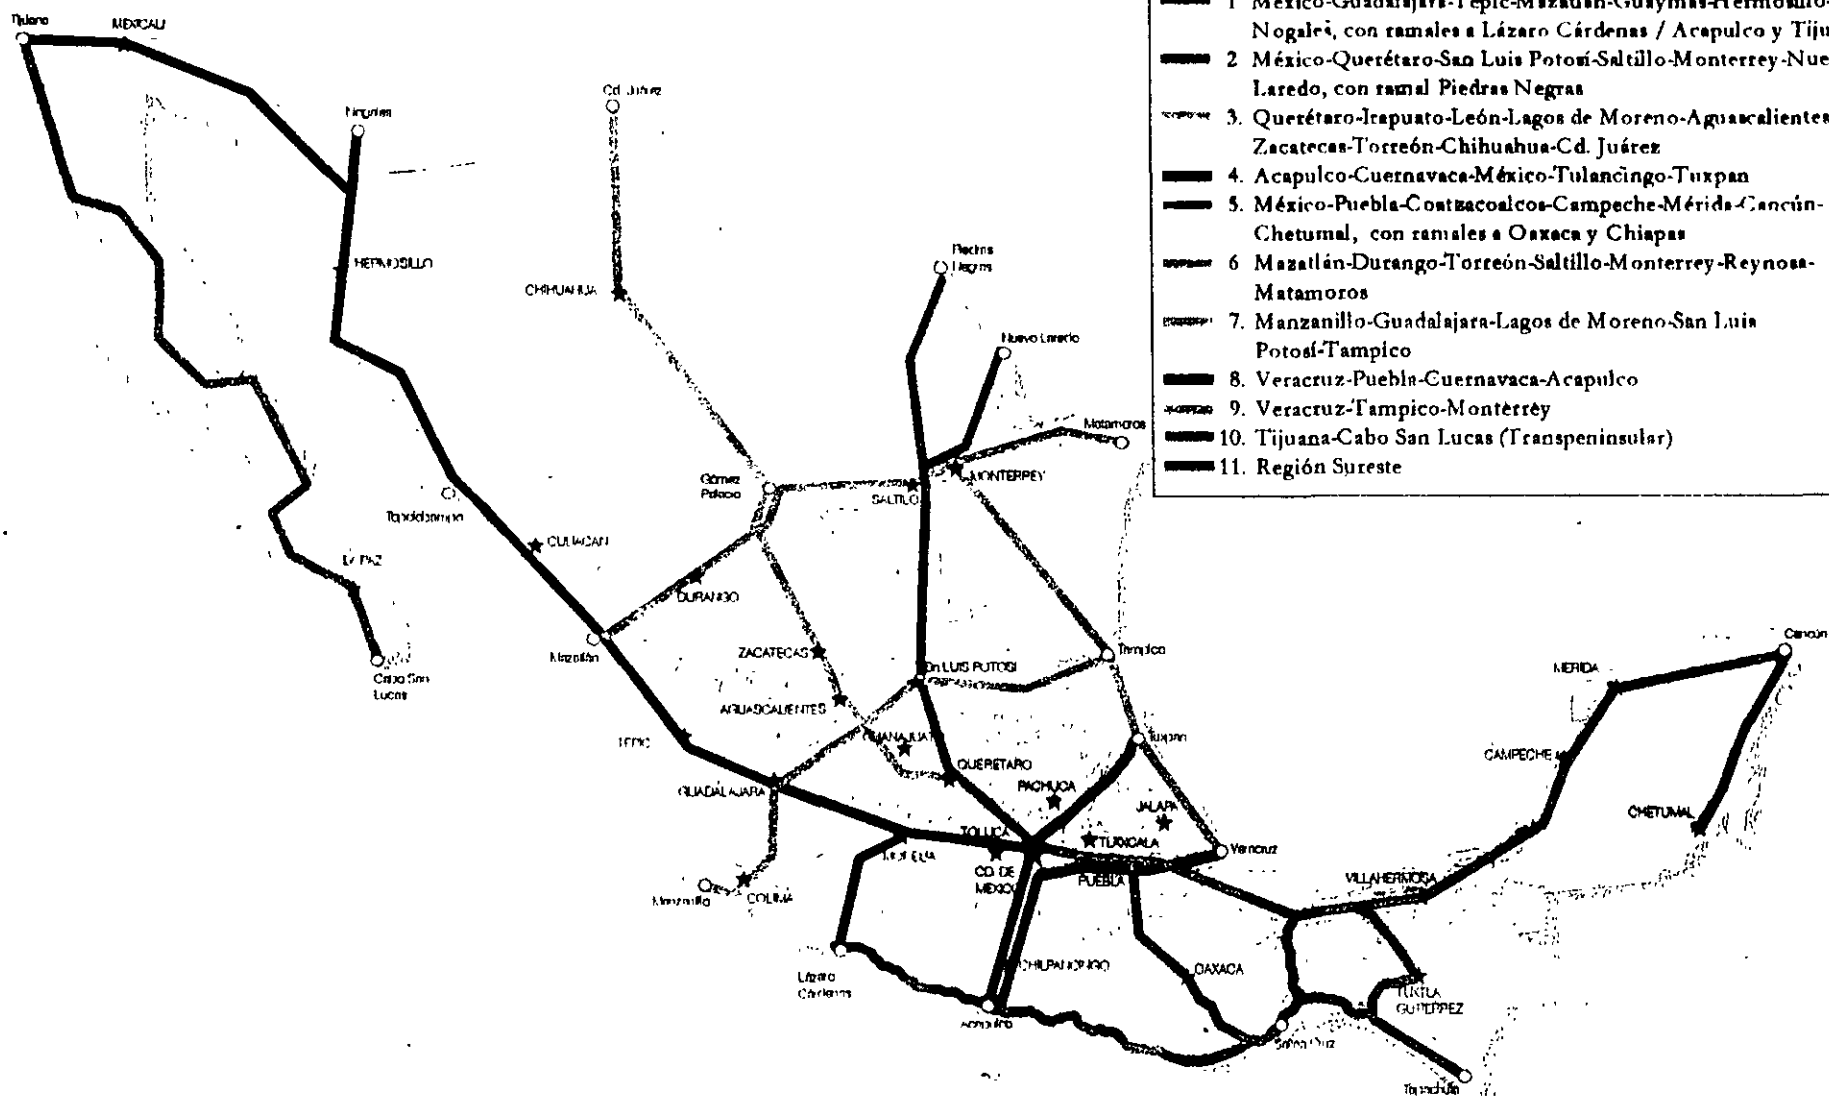 1 México-Guadalajara-Tepic-Mazatlán-Guaymas-Hermosillo-
Nogales, con ramales a Lázaro Cárdenas / Acapulco y Tiju
2 México-Querétaro-San Luis Potosí-Saltillo-Monterrey-Nue
Laredo, con ramal Piedras Negras
3. Querétaro-Irapuato-León-Lagos de Moreno-Aguascalientes
Zacatecas-Torreón-Chihuahua-Cd. Juárez
4. Acapulco-Cuernavaca-México-Tulancingo-Tuxpan
5. México-Puebla-Coatzacoalcos-Campeche-Mérida-Cancún-
Chetumal, con ramales a Oaxaca y Chiapas
6 Mazatlán-Durango-Torreón-Saltillo-Monterrey-Reynosa-
Matamoros
7. Manzanillo-Guadalajara-Lagos de Moreno-San Luis
Potosí-Tampico
8. Veracruz-Puebla-Cuernavaca-Acapulco
9. Veracruz-Tampico-Monterrey
10. Tijuana-Cabo San Lucas (Transpeninsular)
11. Región Sureste
Tijuana
MEXICALI
Nogales
Cd. Juárez
HERMOSILLO
CHIHUAHUA
Piedras
Negras
Nuevo Laredo
Matamoros
Gómez
Palacio
SALTILLO
MONTERREY
Topolobampo
CULIACAN
LA PAZ
DURANGO
Mazatlán
Cabo San
Lucas
ZACATECAS
LUIS POTOSI
Tampico
Cancún
MERIDA
AGUASCALIENTES
TEPIC
GUANAJUAT
Tuxpan
QUERETARO
CAMPECHE
GUADALAJARA
PACHUCA
JALAPA
CHETUMAL
TOLUCA
TLAXCALA
MORELIA
Veracruz
CD. DE
MEXICO
PUEBLA
VILLAHERMOSA
Manzanillo
COLIMA
Lázaro
Cárdenas
CHILPANCINGO
OAXACA
TUXTLA
GUTIERREZ
Acapulco
Salina Cruz
Tapachula